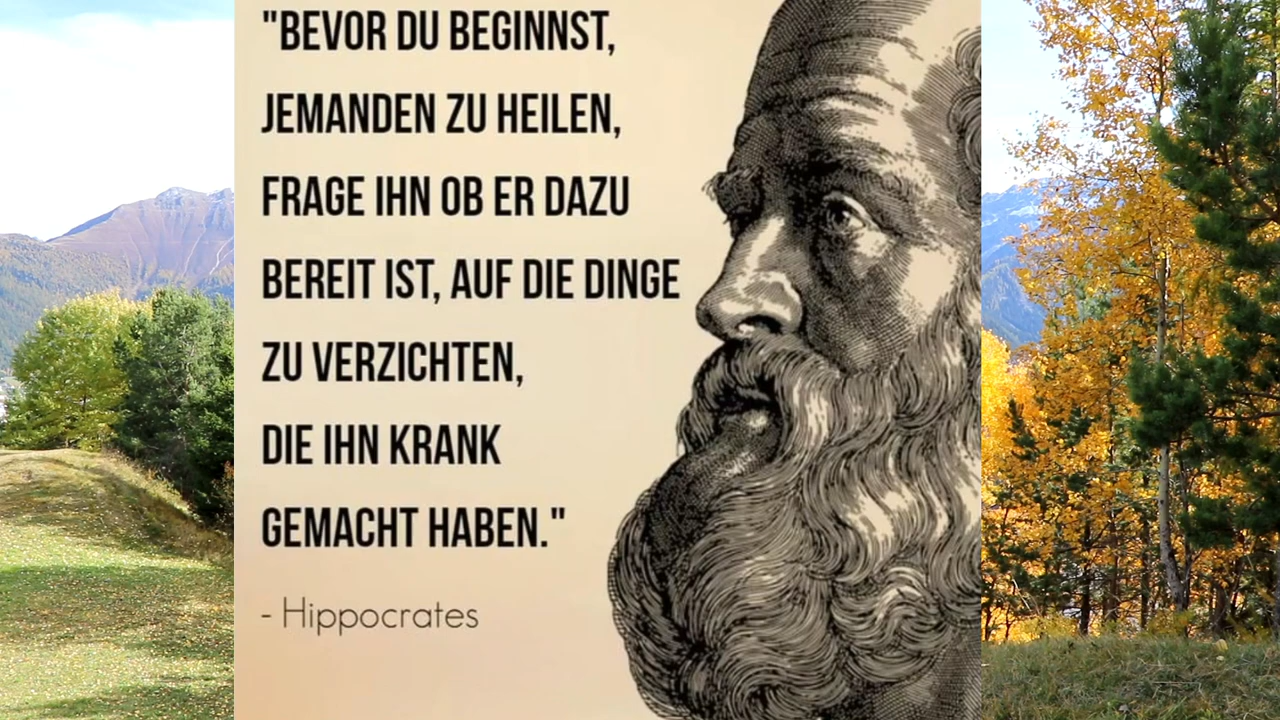 "BEVOR DU BEGINNST,
JEMANDEN ZU HEILEN,
FRAGE IHN OB ER DAZU
BEREIT IST, AUF DIE DINGE
ZU VERZICHTEN,
DIE IHN KRANK
GEMACHT HABEN."
- Hippocrates